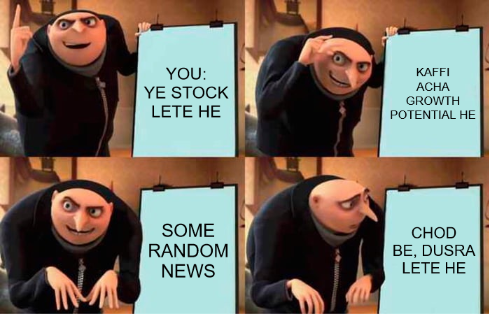 YOU:
YE STOCK
LETE HE
KAFFI
ACHA
GROWTH
POTENTIAL HE
SOME
RANDOM
NEWS
CHOD
BE, DUSRA
LETE HE